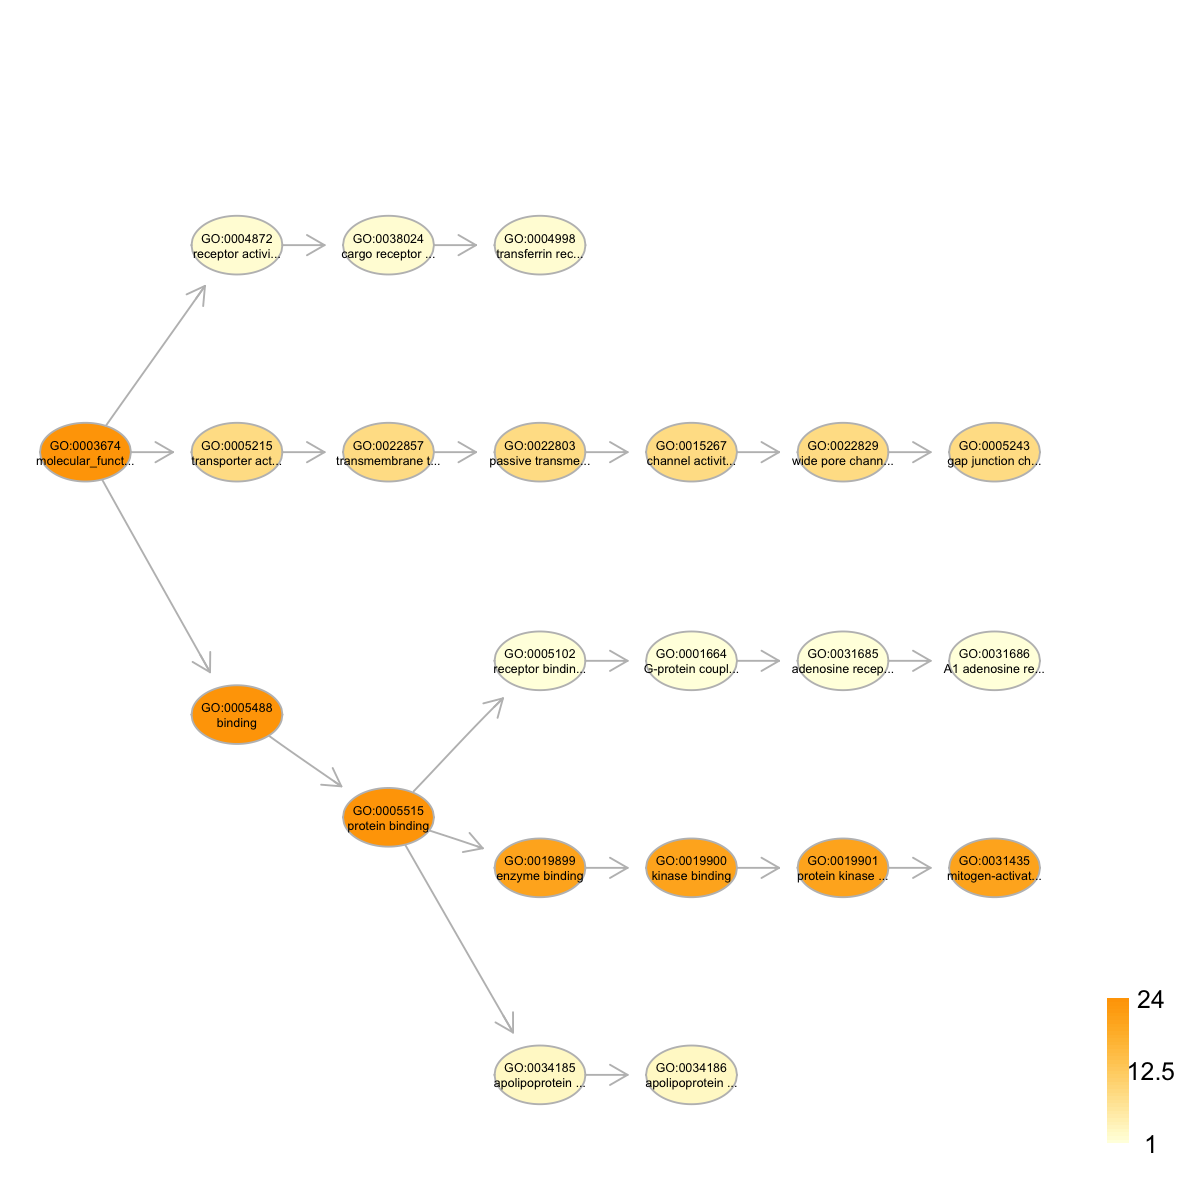 GO:0004872
receptor activi...
GO:0038024
cargo receptor ...
GO:0004998
transferrin rec...
GO:0003674
molecular_funct...
GO:0005215
transporter act...
GO:0022857
transmembrane t...
GO:0022803
passive transme...
GO:0015267
channel activit...
GO:0022829
wide pore chann...
GO:0005243
gap junction ch...
GO:0005102
receptor bindin...
GO:0001664
G-protein coupl...
GO:0031685
adenosine recep...
GO:0031686
A1 adenosine re...
GO:0005488
binding
GO:0005515
protein binding
GO:0019899
enzyme binding
GO:0019900
kinase binding
GO:0019901
protein kinase ...
GO:0031435
mitogen-activat...
GO:0034185
apolipoprotein ...
GO:0034186
apolipoprotein ...
24
12.5
1